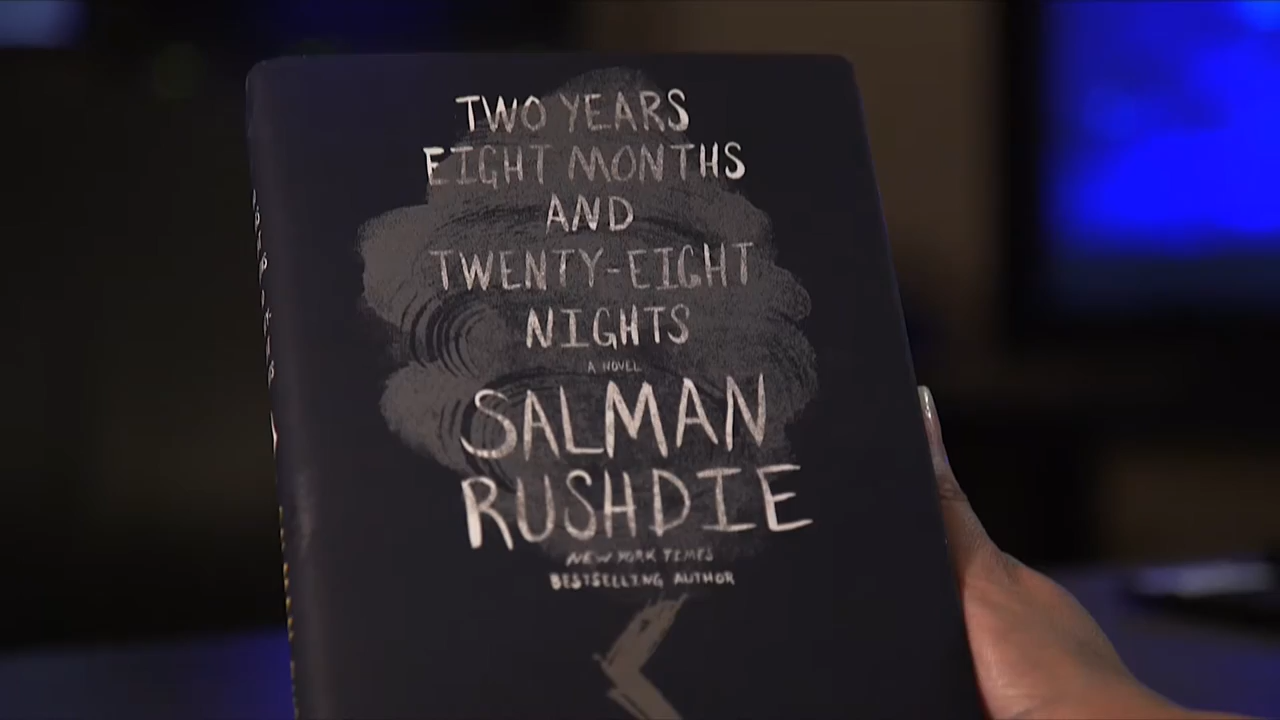 TWO YEARS
EIGHT MONTHS
AND
TWENTY-EIGHT
NIGHTS
A NOVEL
SALMAN
RUSHDIE
NEW YORK TIMES
BESTSELLING AUTHOR